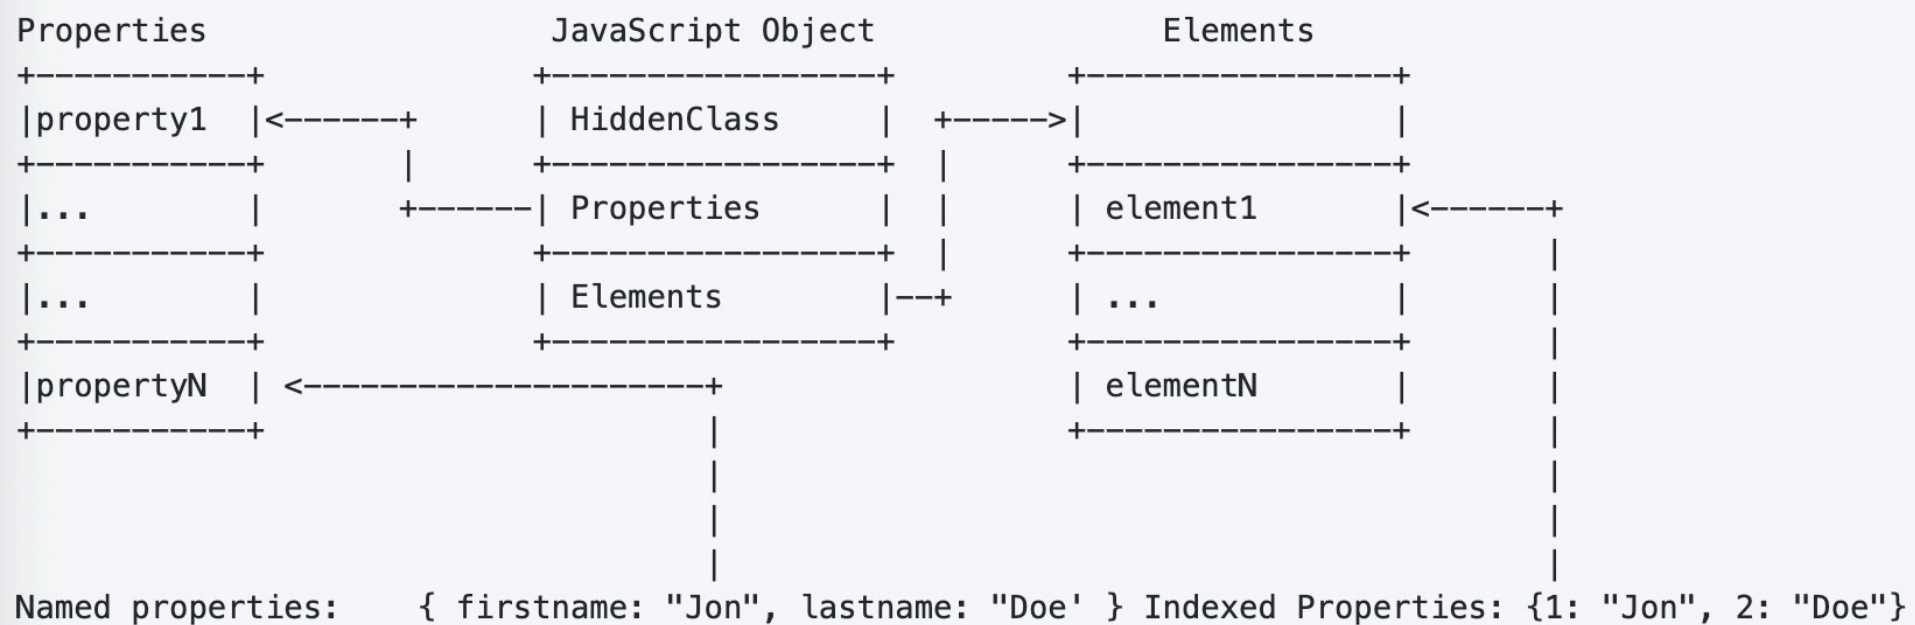 Properties                  JavaScript Object               Elements
+-----------+              +-----------------+         +----------------+
|property1  |<------+      | HiddenClass     |  +----->|                |
+-----------+       |      +-----------------+  |      +----------------+
|...        |       +------| Properties      |  |      | element1       |<------+
+-----------+              +-----------------+  |      +----------------+       |
|...        |              | Elements        |--+      | ...            |       |
+-----------+              +-----------------+         +----------------+       |
|propertyN  | <---------------------+                  | elementN       |       |
+-----------+                       |                  +----------------+       |
                                    |                                           |
                                    |                                           |
                                    |                                           |
Named properties:    { firstname: "Jon", lastname: "Doe' } Indexed Properties: {1: "Jon", 2: "Doe"}